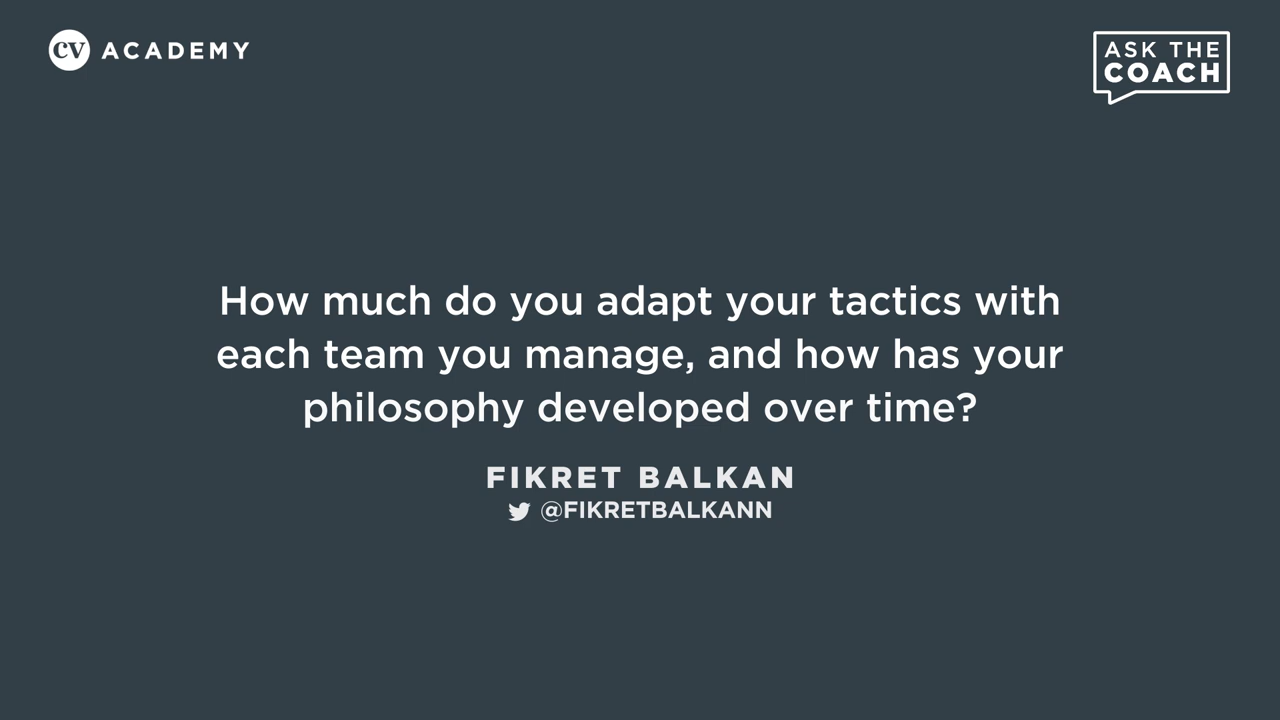 cv ACADEMY
ASK THE
COACH
How much do you adapt your tactics with
each team you manage, and how has your
philosophy developed over time?
FIKRET BALKAN
@FIKRETBALKANN